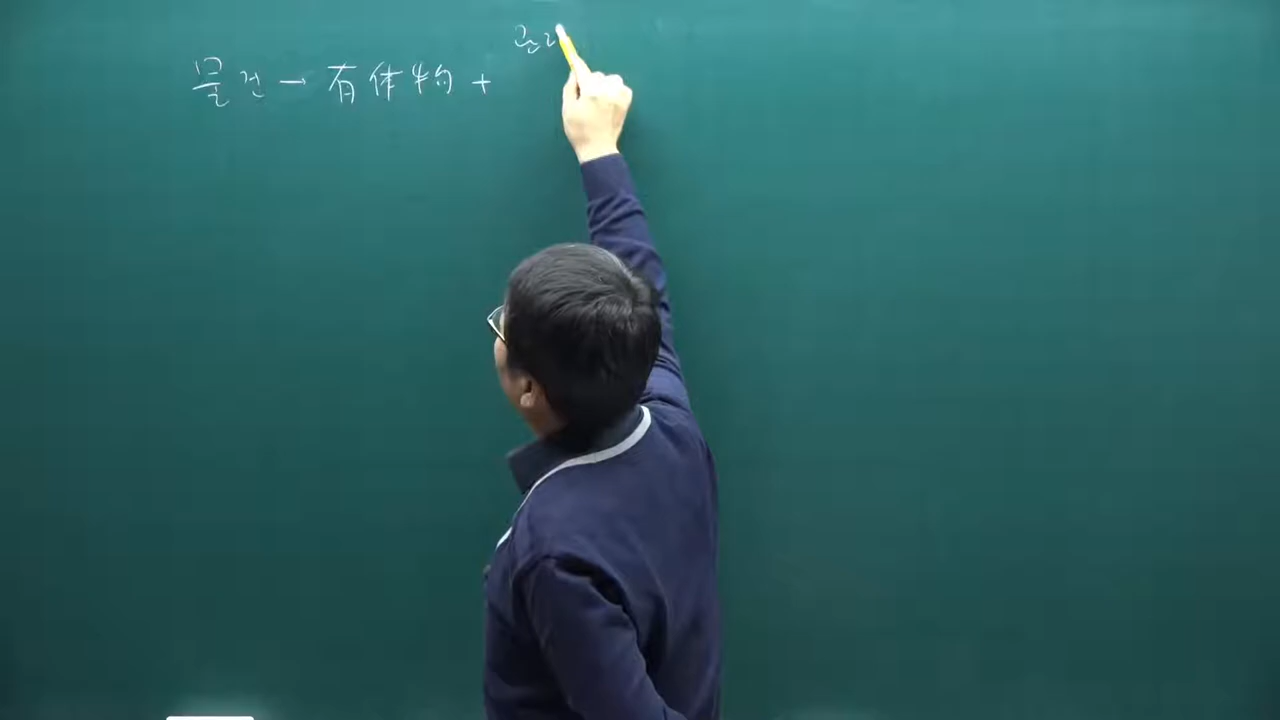 물건 → 有体物 +